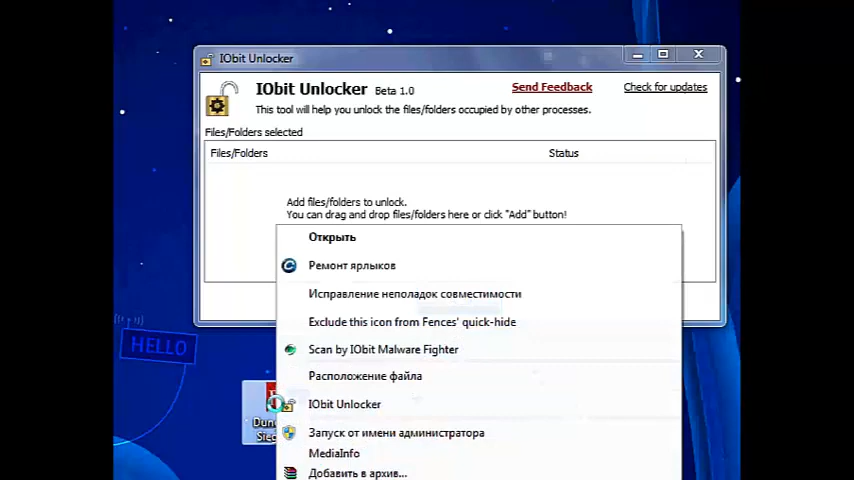 IObit Unlocker
IObit Unlocker Beta 1.0 Send Feedback Check for updates
This tool will help you unlock the files/folders occupied by other processes.
Files/Folders selected
Files/Folders Status
Add files/folders to unlock.
You can drag and drop files/folders here or click "Add" button!
Открыть
Ремонт ярлыков
Исправление неполадок совместимости
Exclude this icon from Fences' quick-hide
Scan by IObit Malware Fighter
Расположение файла
IObit Unlocker
Запуск от имени администратора
MediaInfo
Добавить в архив...
HELLO